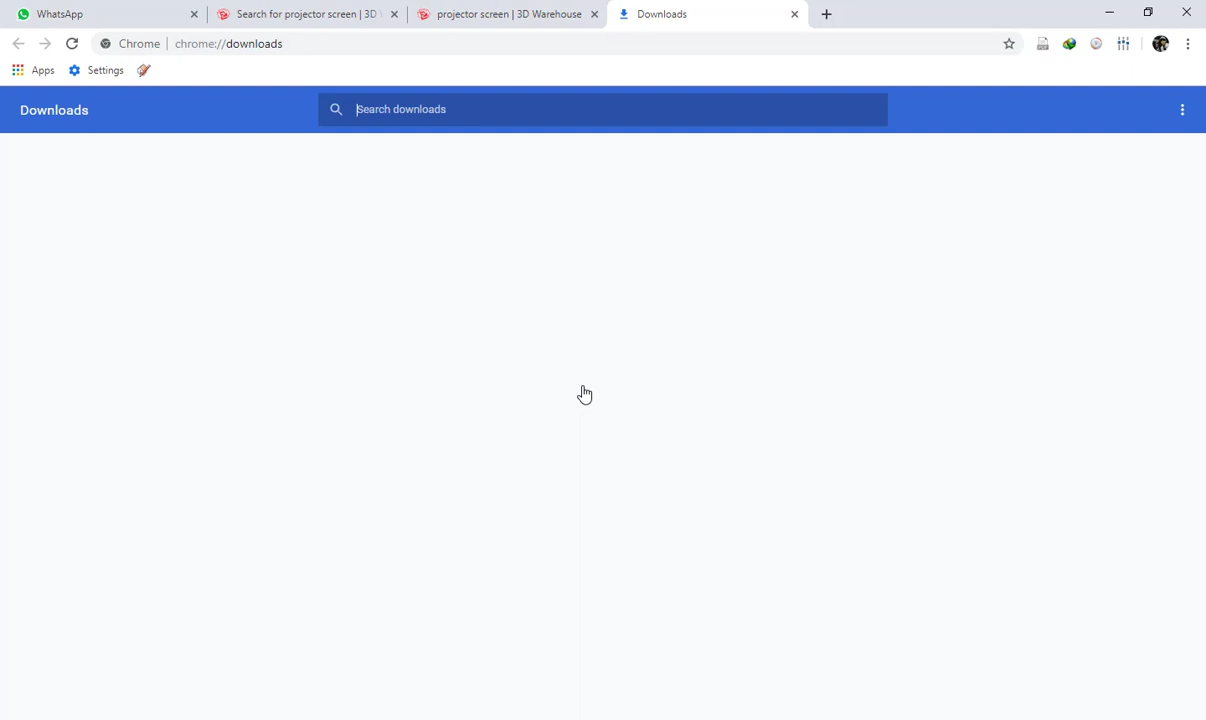 WhatsApp
Search for projector screen | 3D
projector screen | 3D Warehouse
Downloads
Chrome | chrome://downloads
Apps
Settings
Downloads
Search downloads